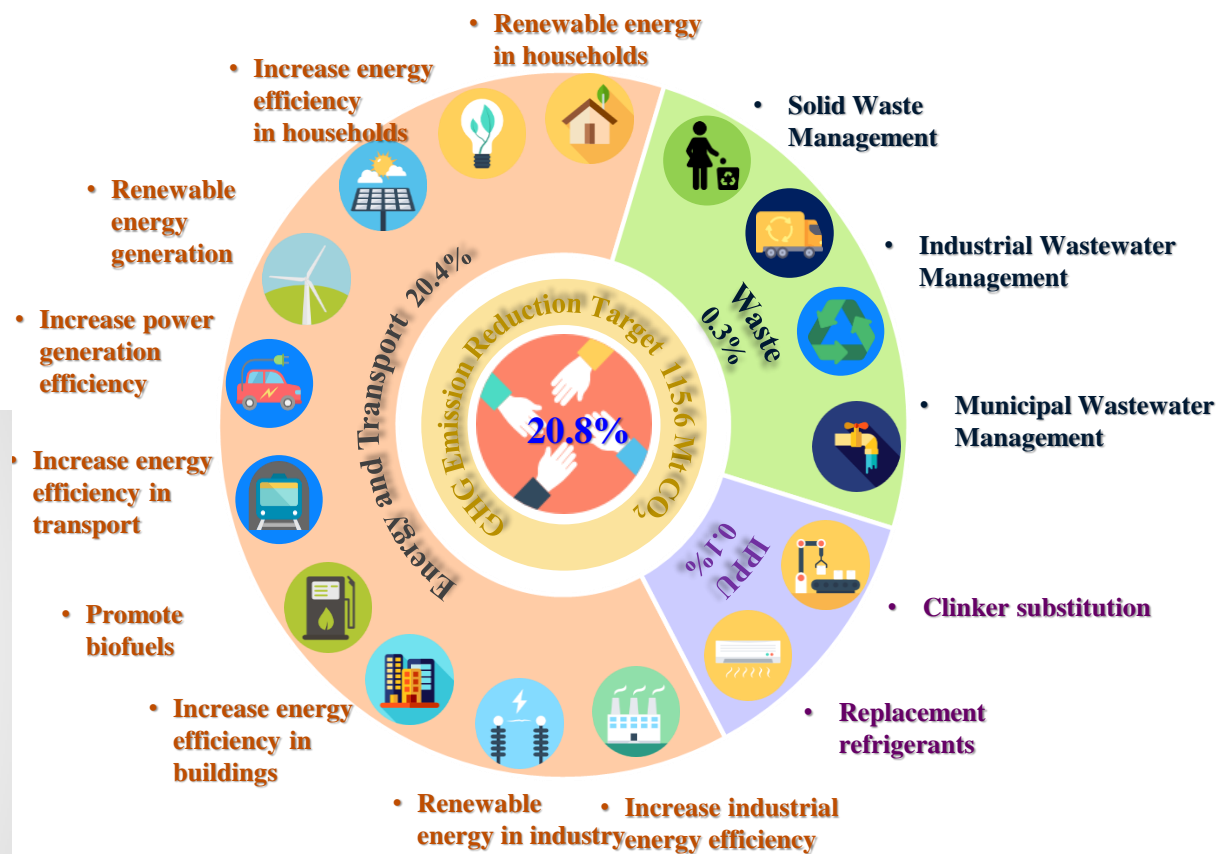 • Renewable energy
in households
• Increase energy
efficiency
in households
• Renewable
energy
generation
• Increase power
generation
efficiency
• Increase energy
efficiency in
transport
• Promote
biofuels
• Increase energy
efficiency in
buildings
• Renewable
energy in industry
• Increase industrial
energy efficiency
• Solid Waste
Management
• Industrial Wastewater
Management
• Municipal Wastewater
Management
• Clinker substitution
• Replacement
refrigerants
Energy and Transport 20.4%
Waste
0.3%
IPPU
0.1%
GHG Emission Reduction Target 115.6 MtCO₂
20.8%